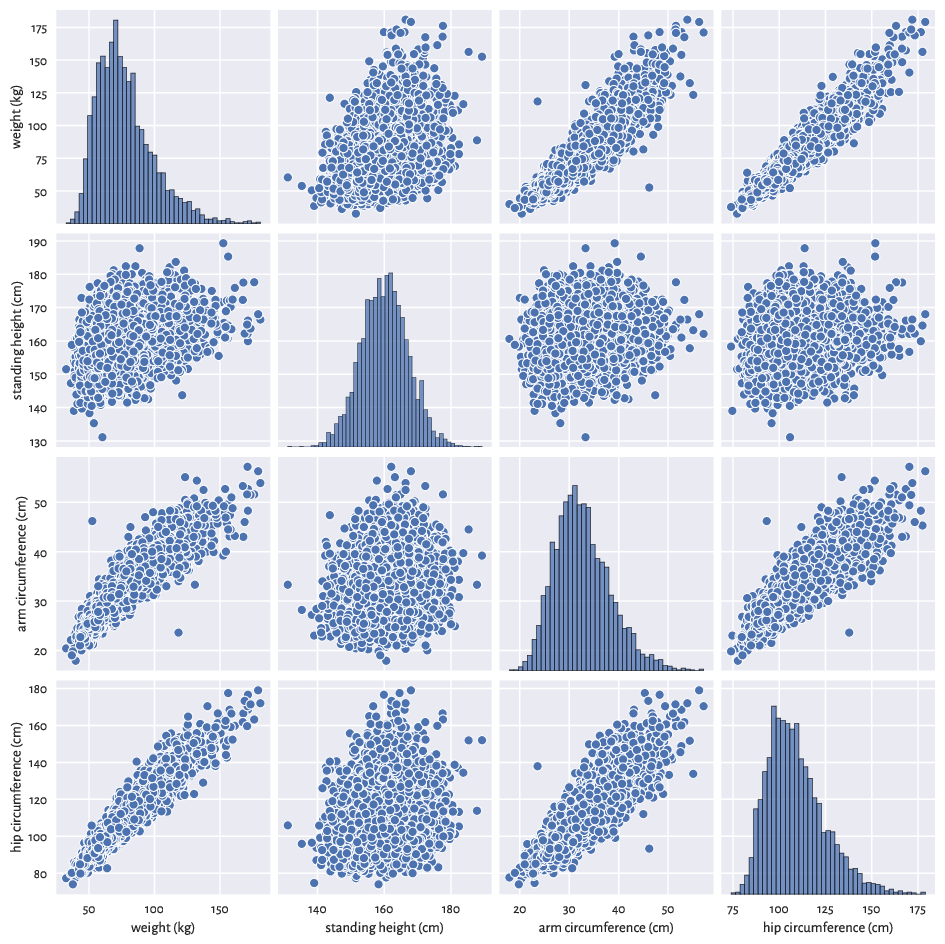 weight (kg)
175
150
125
100
75
50
standing height (cm)
190
180
170
160
150
140
130
arm circumference (cm)
50
40
30
20
hip circumference (cm)
180
160
140
120
100
80
50 100 150
140 160 180
20 30 40 50
75 100 125 150 175
weight (kg)
standing height (cm)
arm circumference (cm)
hip circumference (cm)